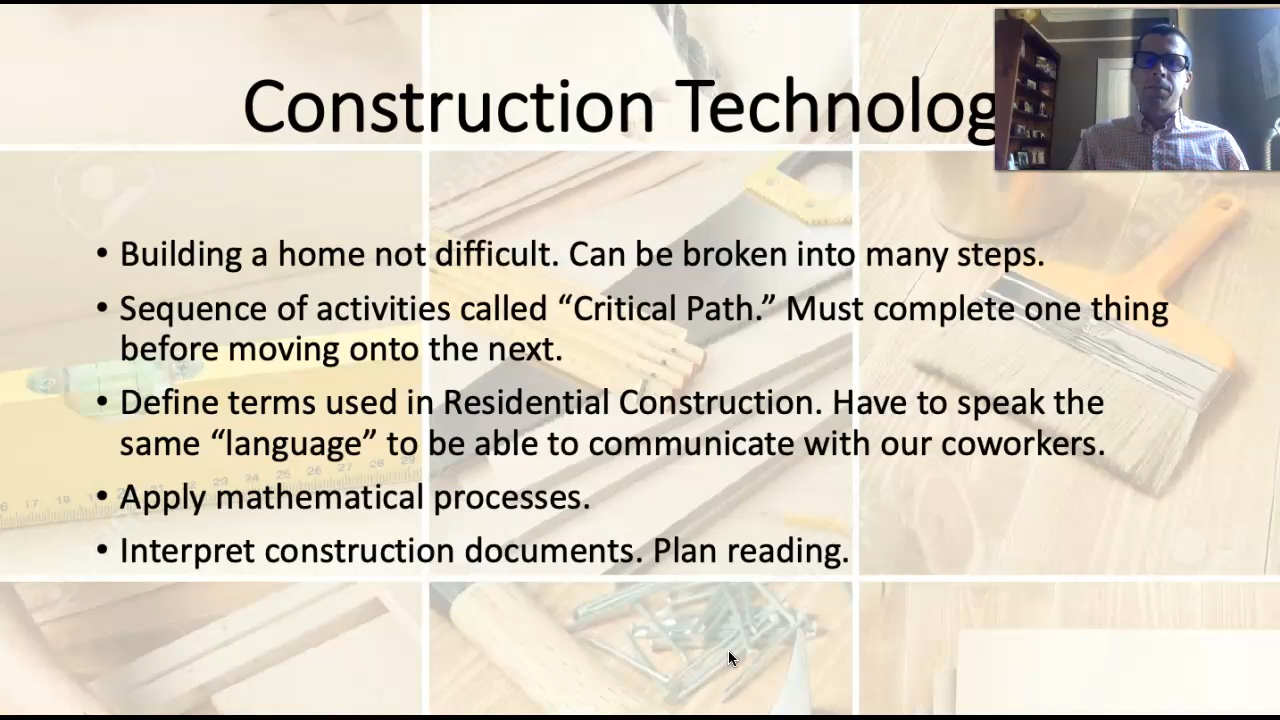 Construction Technolog
• Building a home not difficult. Can be broken into many steps.
• Sequence of activities called “Critical Path.” Must complete one thing
before moving onto the next.
• Define terms used in Residential Construction. Have to speak the
same “language” to be able to communicate with our coworkers.
• Apply mathematical processes.
• Interpret construction documents. Plan reading.